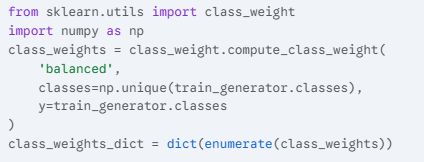 from sklearn.utils import class_weight
import numpy as np
class_weights = class_weight.compute_class_weight(
    'balanced',
    classes=np.unique(train_generator.classes),
    y=train_generator.classes
)
class_weights_dict = dict(enumerate(class_weights))